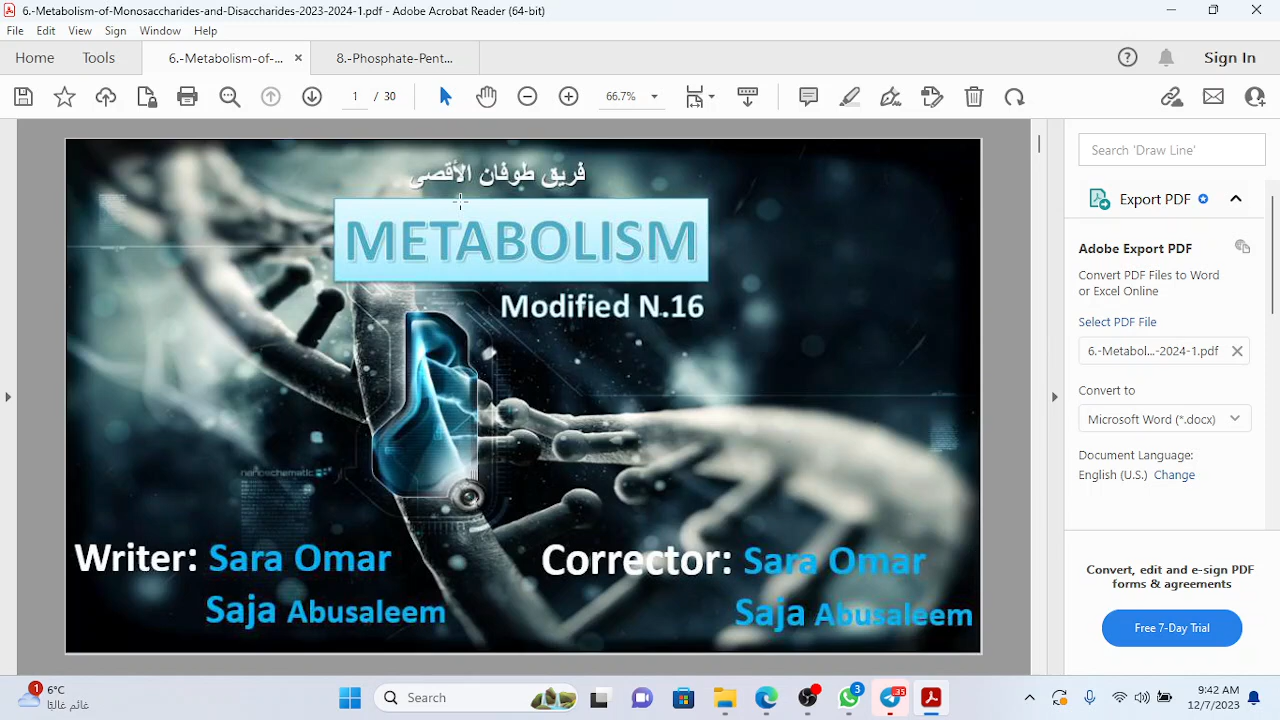 6.-Metabolism-of-Monosaccharides-and-Disaccharides-2023-2024-1.pdf - Adobe Acrobat Reader (64-bit)
File Edit View Sign Window Help
Home Tools 6.-Metabolism-of-... 8.-Phosphate-Pent... Sign In
1 / 30 66.7%
فريق طوفان الأقصى
METABOLISM
Modified N.16
Writer: Sara Omar
Saja Abusaleem
Corrector: Sara Omar
Saja Abusaleem
Search 'Draw Line'
Export PDF
Adobe Export PDF
Convert PDF Files to Word
or Excel Online
Select PDF File
6.-Metabol...-2024-1.pdf
Convert to
Microsoft Word (*.docx)
Document Language:
English (U.S.) Change
Convert, edit and e-sign PDF
forms & agreements
Free 7-Day Trial
1
6°C
غائم غالبا
Search
35
3
9:42 AM
12/7/2023